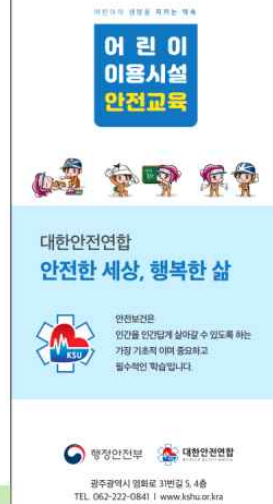 어린이의 생명을 지키는 약속
어 린 이
이용시설
안전교육
대한안전연합
안전한 세상, 행복한 삶
KSU
안전보건은
인간을 인간답게 살아갈 수 있도록 하는
가장 기초적 이며 중요하고
필수적인 '학습'입니다.
행정안전부
대한안전연합
광주광역시 염화로 31번길 5, 4층
TEL. 062-222-0841 | www.kshu.or.kra